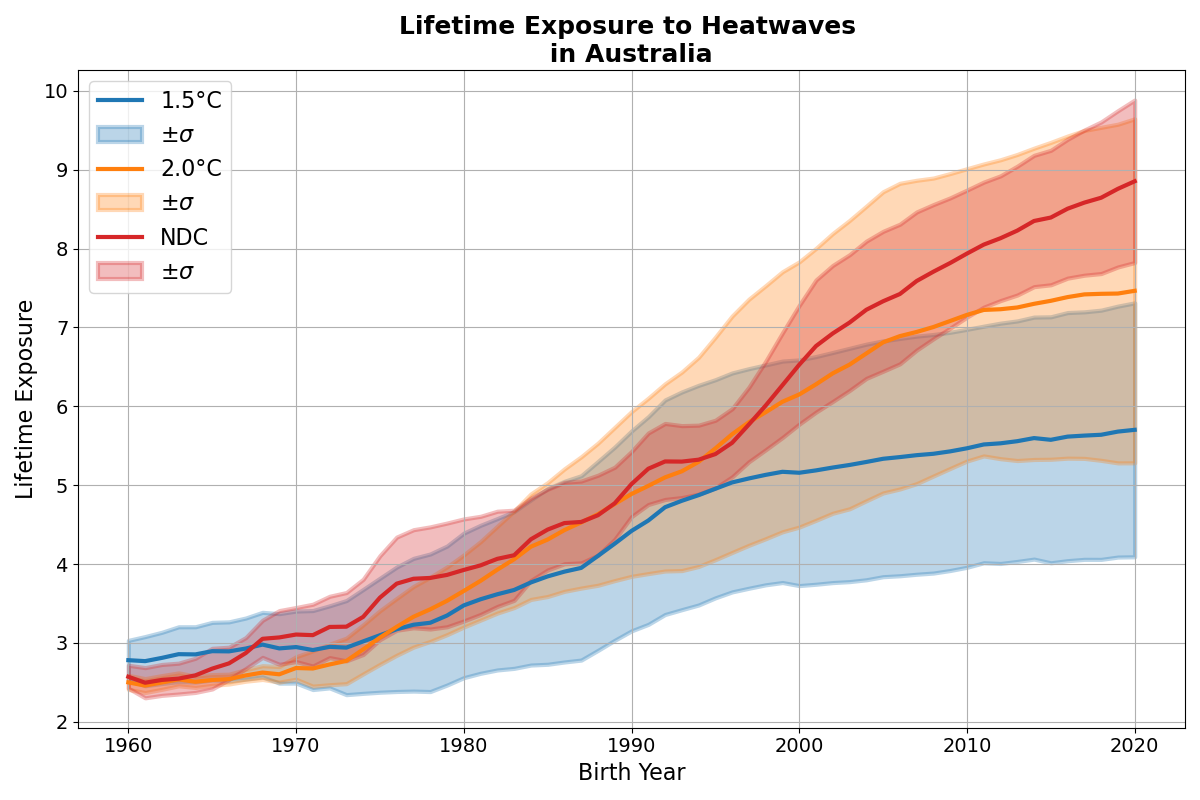 Lifetime Exposure to Heatwaves
in Australia
1.5°C
±σ
2.0°C
±σ
NDC
±σ
Lifetime Exposure
10
9
8
7
6
5
4
3
2
1960 1970 1980 1990 2000 2010 2020
Birth Year